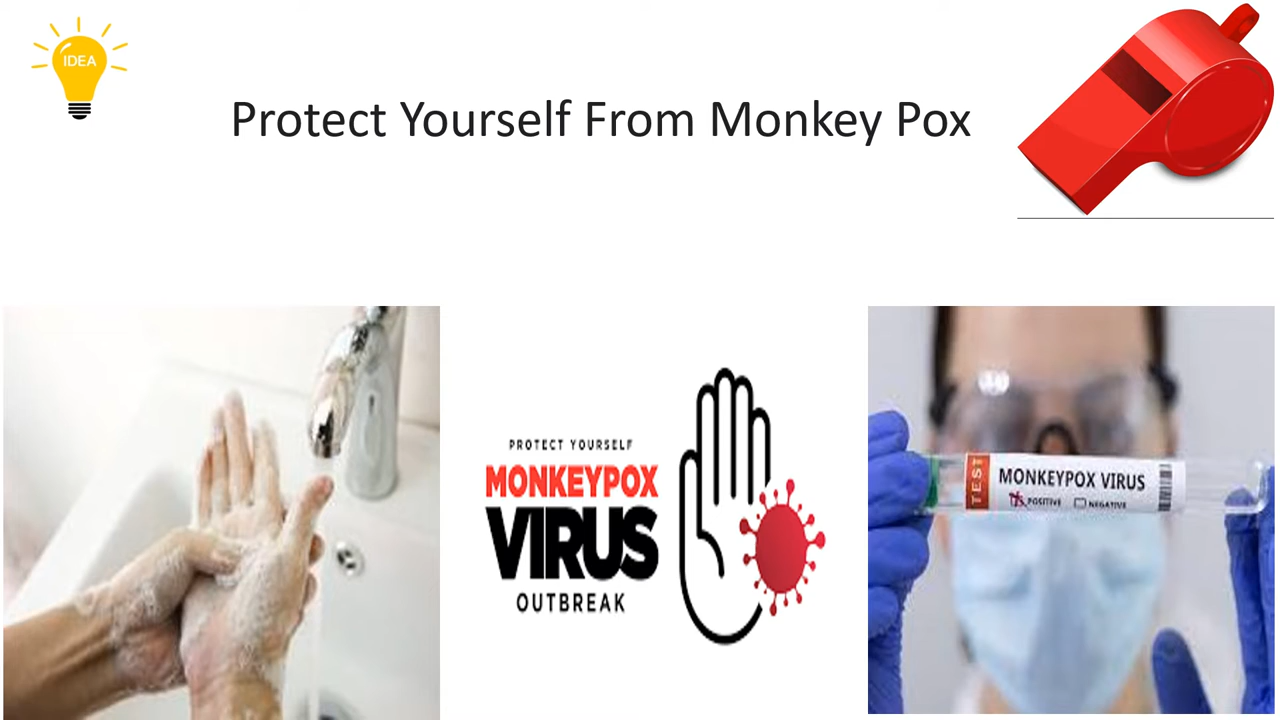 IDEA
Protect Yourself From Monkey Pox
PROTECT YOURSELF
MONKEYPOX
VIRUS
OUTBREAK
TEST
MONKEYPOX VIRUS
POSITIVE NEGATIVE